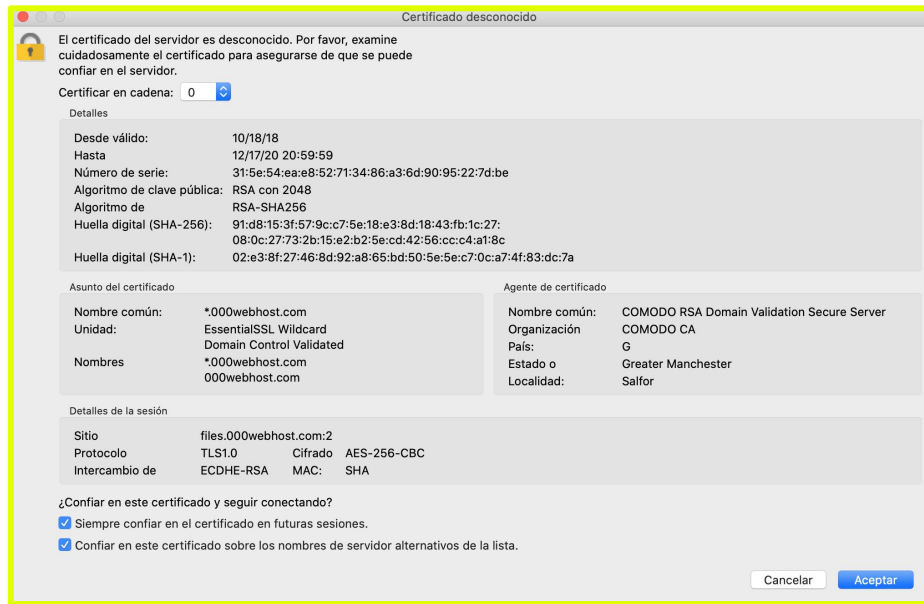 Certificado desconocido
El certificado del servidor es desconocido. Por favor, examine
cuidadosamente el certificado para asegurarse de que se puede
confiar en el servidor.
Certificar en cadena: 0
Detalles
Desde válido: 10/18/18
Hasta 12/17/20 20:59:59
Número de serie: 31:5e:54:ea:e8:52:71:34:86:a3:6d:90:95:22:7d:be
Algoritmo de clave pública: RSA con 2048
Algoritmo de RSA-SHA256
Huella digital (SHA-256): 91:d8:15:3f:57:9c:c7:5e:18:e3:8d:18:43:fb:1c:27:
08:0c:27:73:2b:15:e2:b2:5e:cd:42:56:cc:c4:a1:8c
Huella digital (SHA-1): 02:e3:8f:27:46:8d:92:a8:65:bd:50:5e:5e:c7:0c:a7:4f:83:dc:7a
Asunto del certificado
Nombre común: *.000webhost.com
Unidad: EssentialSSL Wildcard
Domain Control Validated
Nombres *.000webhost.com
000webhost.com
Agente de certificado
Nombre común: COMODO RSA Domain Validation Secure Server
Organización COMODO CA
País: G
Estado o Greater Manchester
Localidad: Salfor
Detalles de la sesión
Sitio files.000webhost.com:2
Protocolo TLS1.0 Cifrado AES-256-CBC
Intercambio de ECDHE-RSA MAC: SHA
¿Confiar en este certificado y seguir conectando?
Siempre confiar en el certificado en futuras sesiones.
Confiar en este certificado sobre los nombres de servidor alternativos de la lista.
Cancelar Aceptar